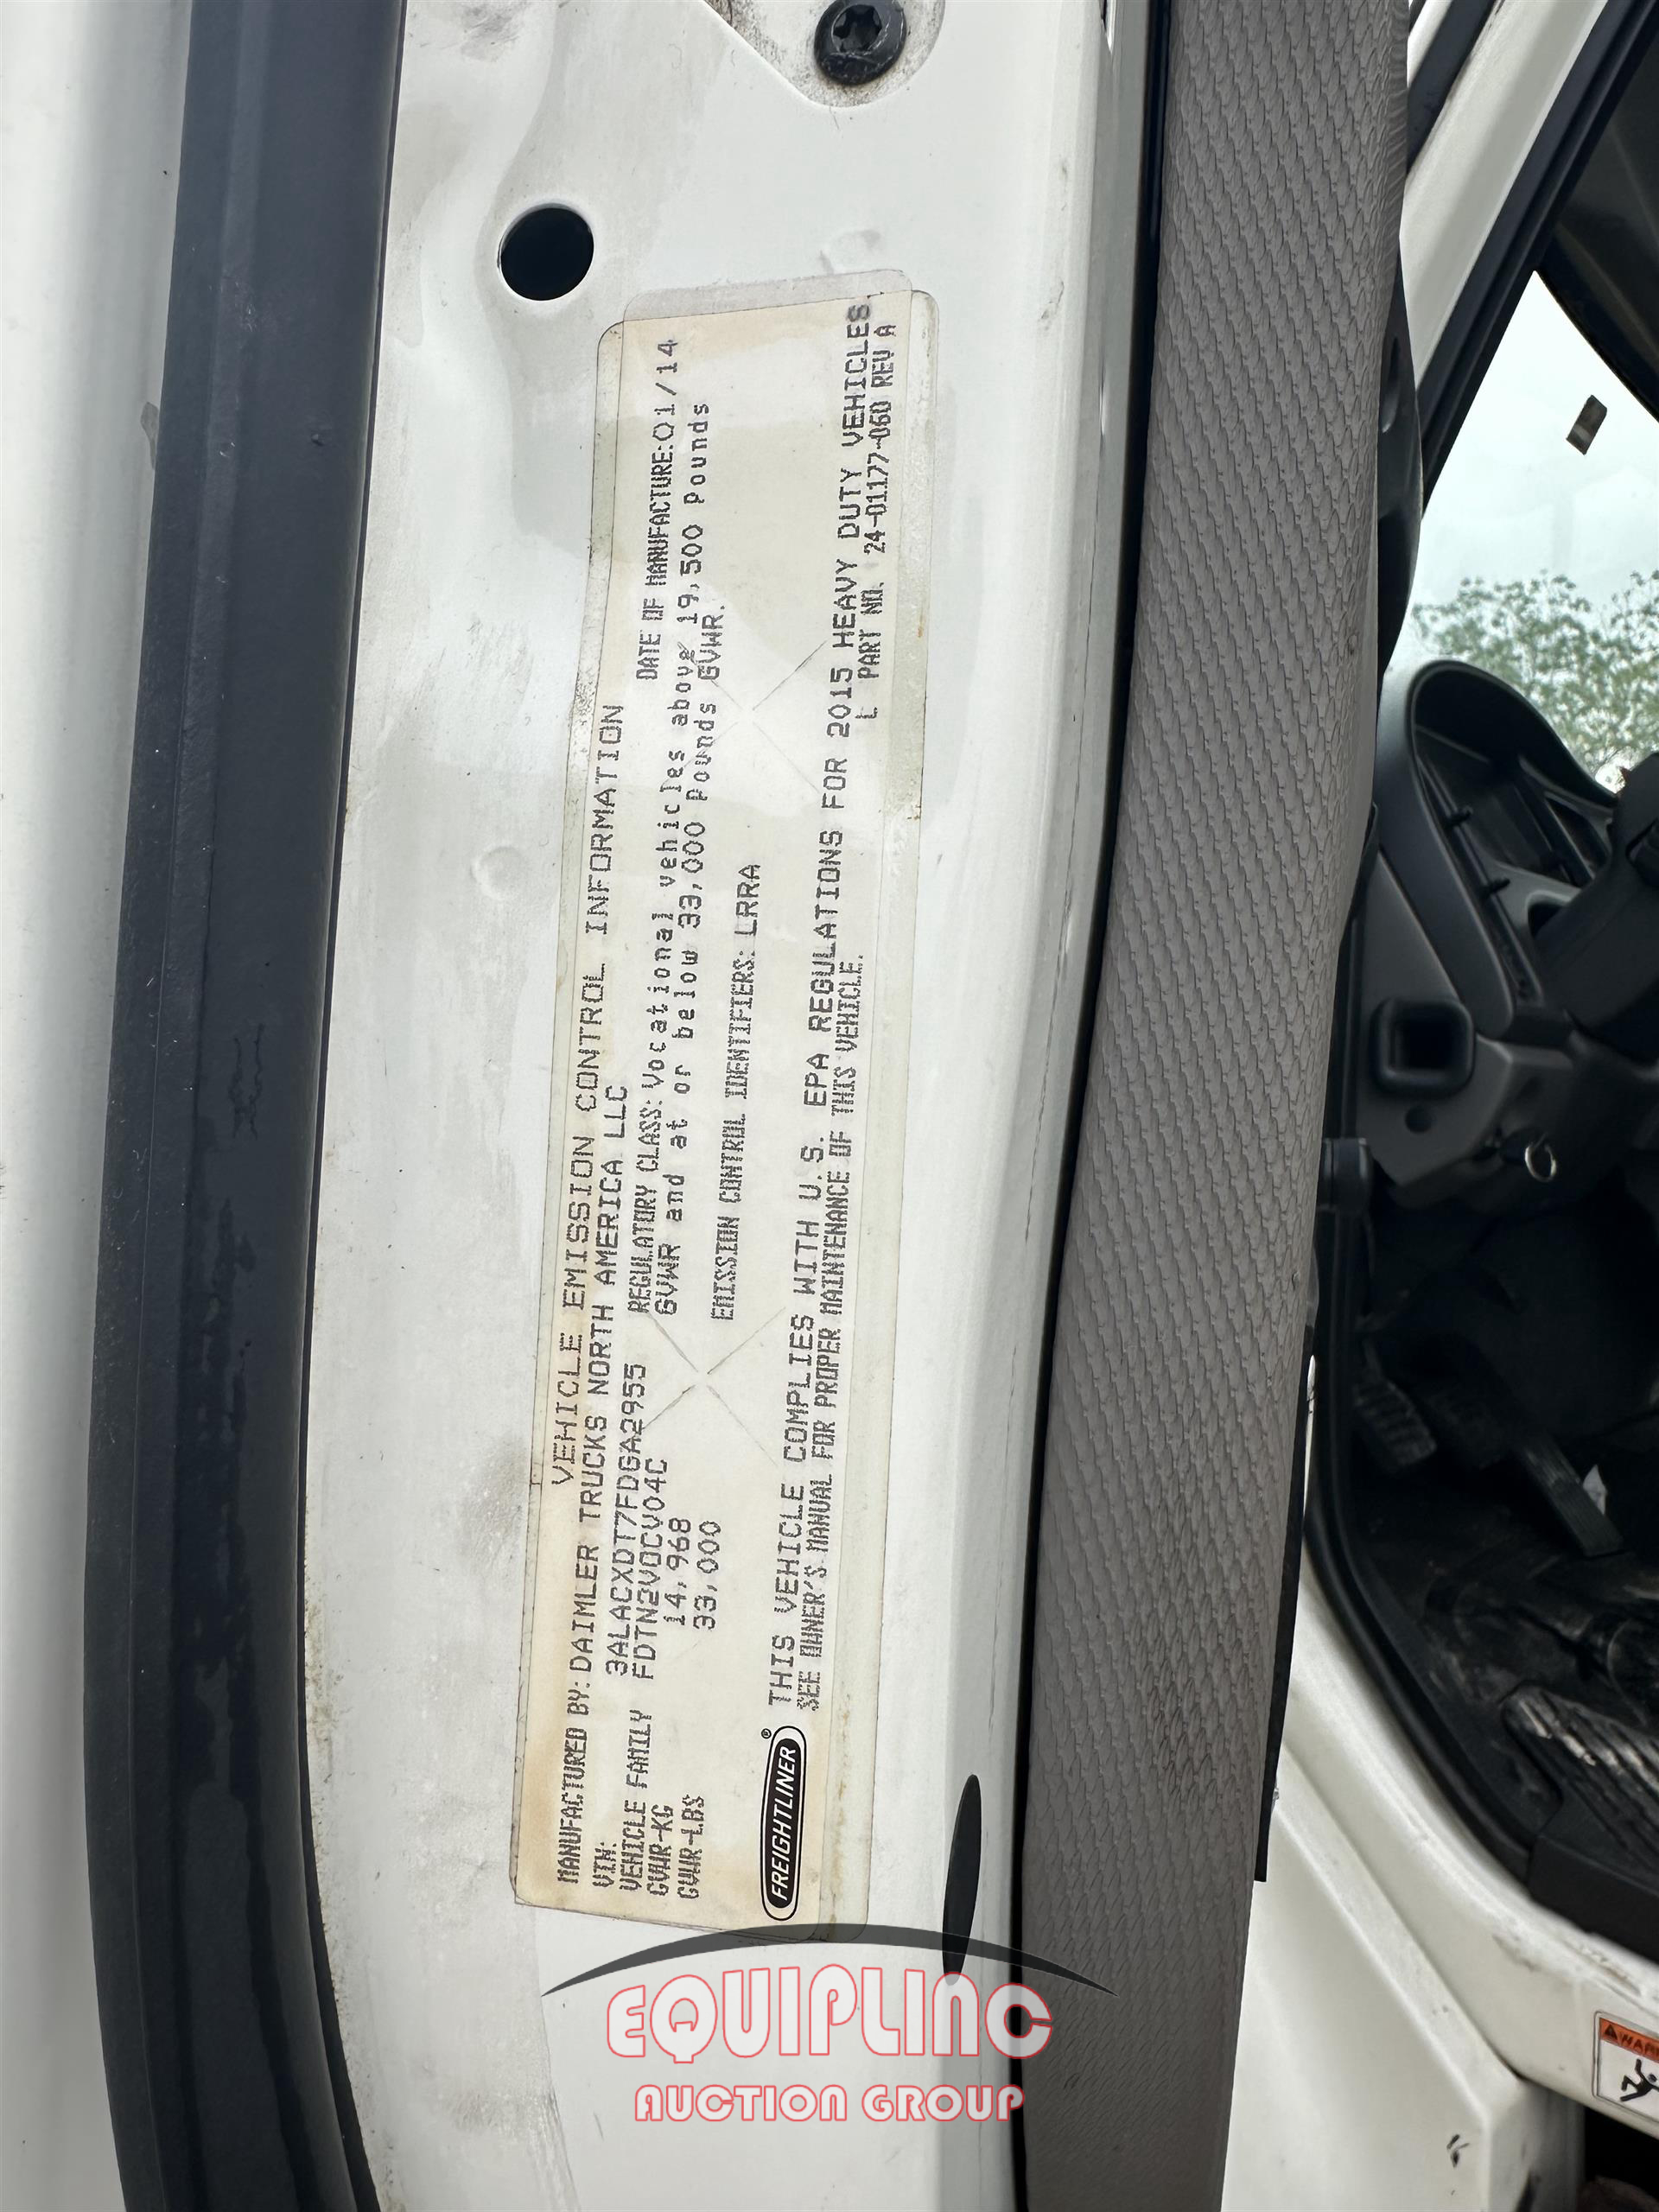 VEHICLE EMISSION CONTROL INFORMATION
MANUFACTURED BY: DAIMLER TRUCKS NORTH AMERICA LLC
DATE OF MANUFACTURE: 01/14
VIN: 3ALACXDT7FDGA2955
VEHICLE FAMILY FDTN2VOCV04C
GVWR-KG 14,968
GVWR-LBS 33,000
REGULATORY CLASS: Vocational vehicles above 19,500 pounds
GVWR and at or below 33,000 pounds GVWR.
EMISSION CONTROL IDENTIFIERS: LRRA
FREIGHTLINER®
THIS VEHICLE COMPLIES WITH U.S. EPA REGULATIONS FOR 2015 HEAVY DUTY VEHICLES
SEE OWNER'S MANUAL FOR PROPER MAINTENANCE OF THIS VEHICLE.
L PART NO. 24-01177-060 REV A
EQUIPLINC
AUCTION GROUP